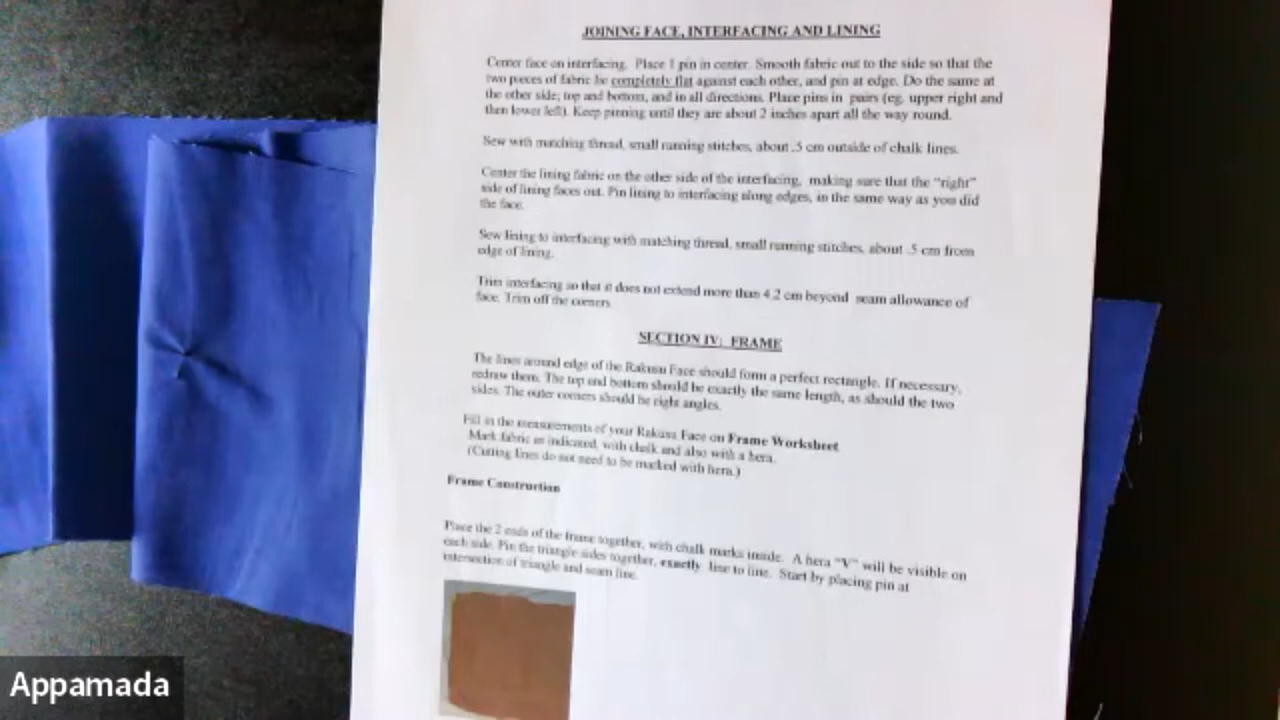 JOINING FACE, INTERFACING AND LINING
Center face on interfacing. Place 1 pin in center. Smooth fabric out to the side so that the
two pieces of fabric lie completely flat against each other, and pin at edge. Do the same at
the other side; top and bottom, and in all directions. Place pins in pairs (eg. upper right and
then lower left). Keep pinning until they are about 2 inches apart all the way round.
Sew with matching thread, small running stitches, about .5 cm outside of chalk lines.
Center the lining fabric on the other side of the interfacing, making sure that the "right"
side of lining faces out. Pin lining to interfacing along edges, in the same way as you did
the face.
Sew lining to interfacing with matching thread, small running stitches, about .5 cm from
edge of lining.
Trim interfacing so that it does not extend more than 4.2 cm beyond seam allowance of
face. Trim off the corners.
SECTION IV: FRAME
The lines around edge of the Rakusu Face should form a perfect rectangle. If necessary,
redraw them. The top and bottom should be exactly the same length, as should the two
sides. The outer corners should be right angles.
Fill in the measurements of your Rakusu Face on Frame Worksheet
Mark fabric as indicated, with chalk and also with a hera.
(Cutting lines do not need to be marked with hera.)
Frame Construction
Place the 2 ends of the frame together, with chalk marks inside. A hera "V" will be visible on
each side. Pin the triangle sides together, exactly line to line. Start by placing pin at
intersection of triangle and seam line.
Appamada